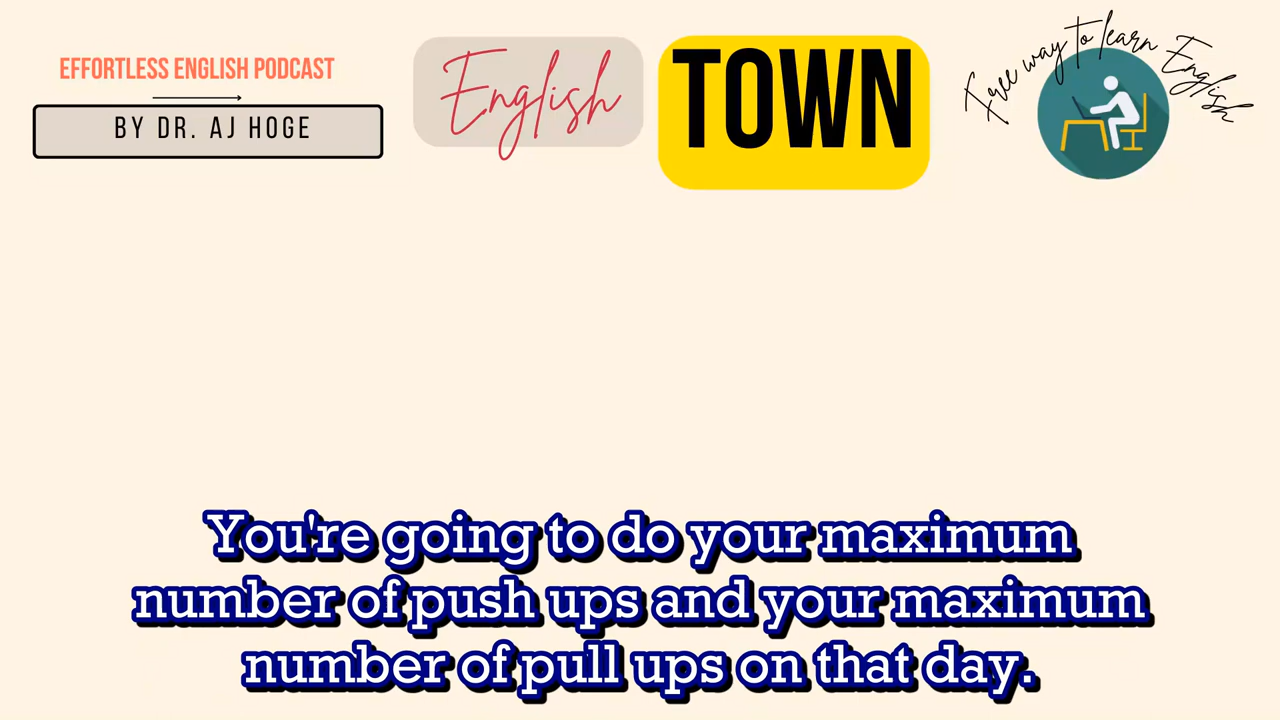 EFFORTLESS ENGLISH PODCAST
BY DR. AJ HOGE
English
TOWN
Free way to learn English
You're going to do your maximum
number of push ups and your maximum
number of pull ups on that day.